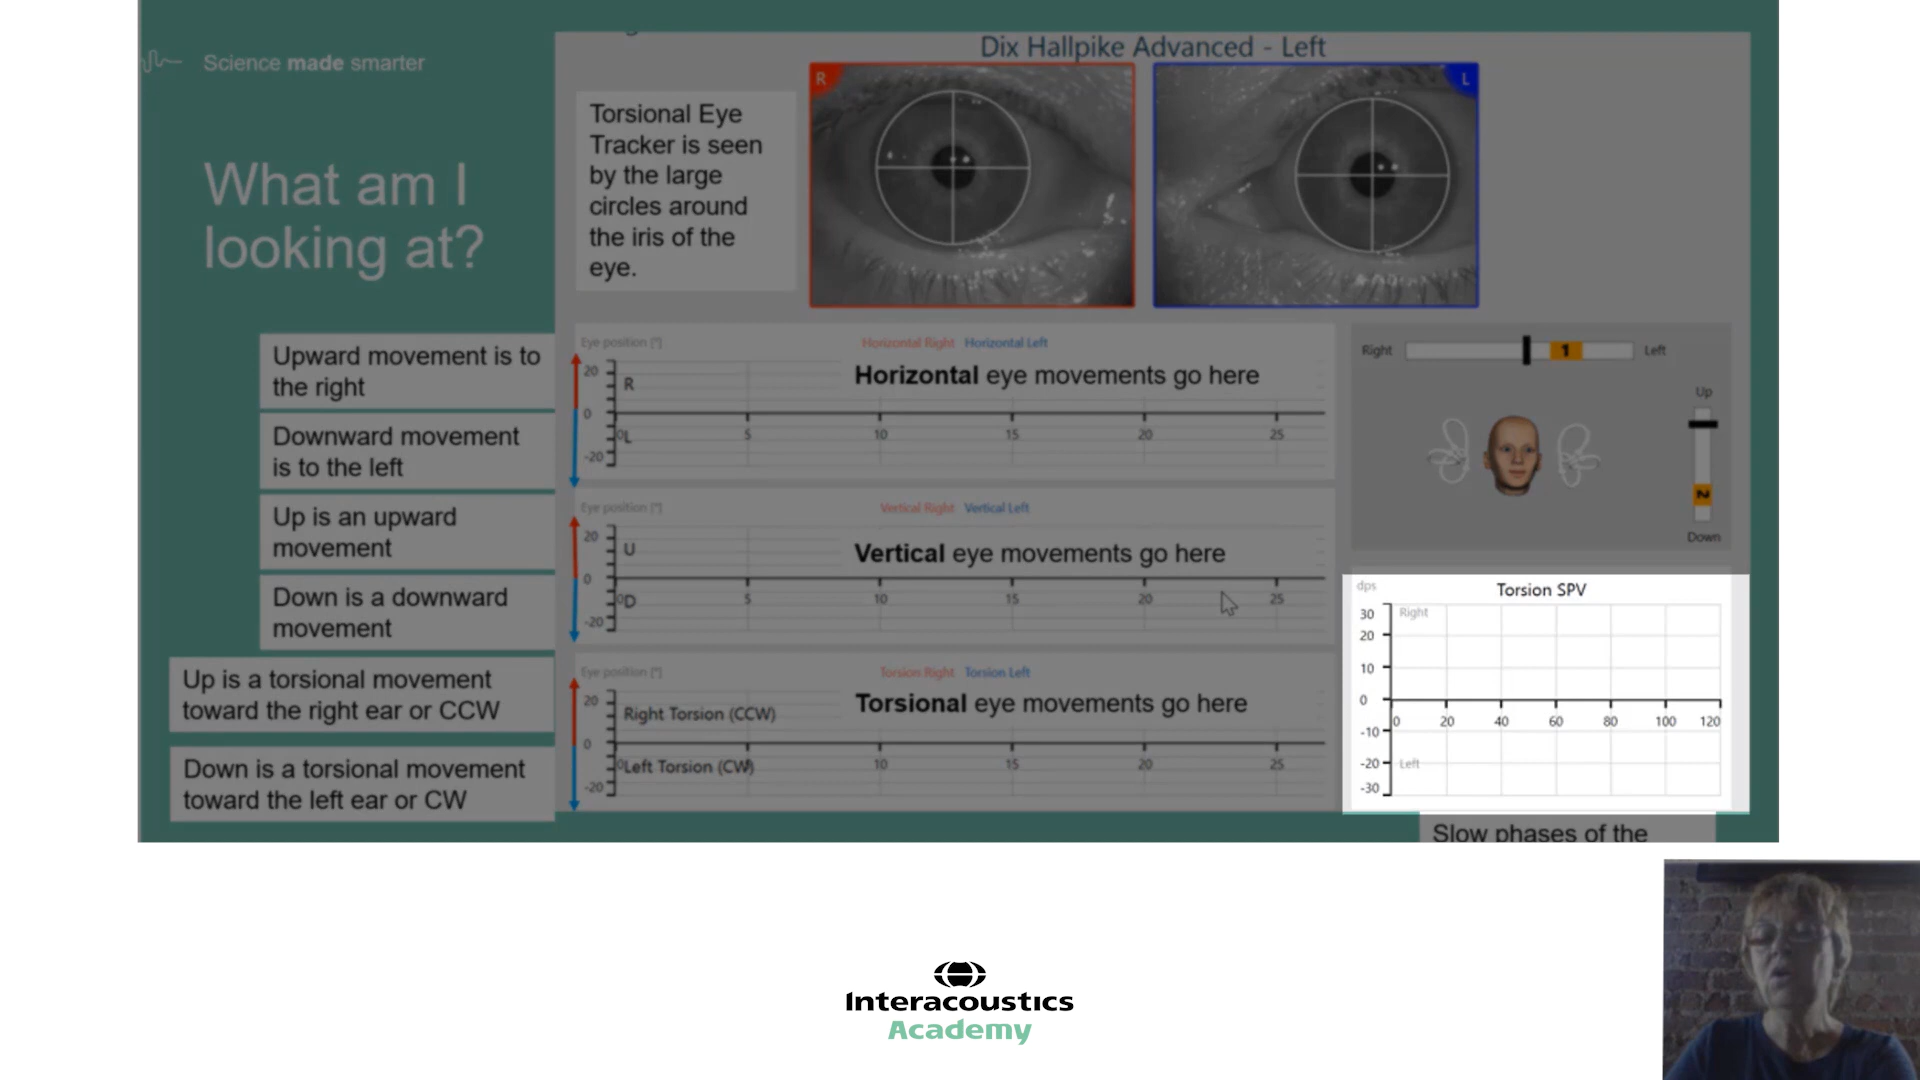 Science made smarter
What am I
looking at?
Upward movement is to
the right
Downward movement
is to the left
Up is an upward
movement
Down is a downward
movement
Up is a torsional movement
toward the right ear or CCW
Down is a torsional movement
toward the left ear or CW
Dix Hallpike Advanced - Left
Torsional Eye
Tracker is seen
by the large
circles around
the iris of the
eye.
R
L
Eye position [°]
Horizontal Right Horizontal Left
Horizontal eye movements go here
20
R
0
0 5 10 15 20 25
L
-20
Eye position [°]
Vertical Right Vertical Left
Vertical eye movements go here
20
U
0
0 5 10 15 20 25
D
-20
Eye position [°]
Torsion Right Torsion Left
Torsional eye movements go here
20
Right Torsion (CCW)
0
0 5 10 15 20 25
Left Torsion (CW)
-20
Right 1 Left
Up
2
Down
dps
Torsion SPV
30 Right
20
10
0
0 20 40 60 80 100 120
-10
-20 Left
-30
Slow phases of the
Interacoustics
Academy